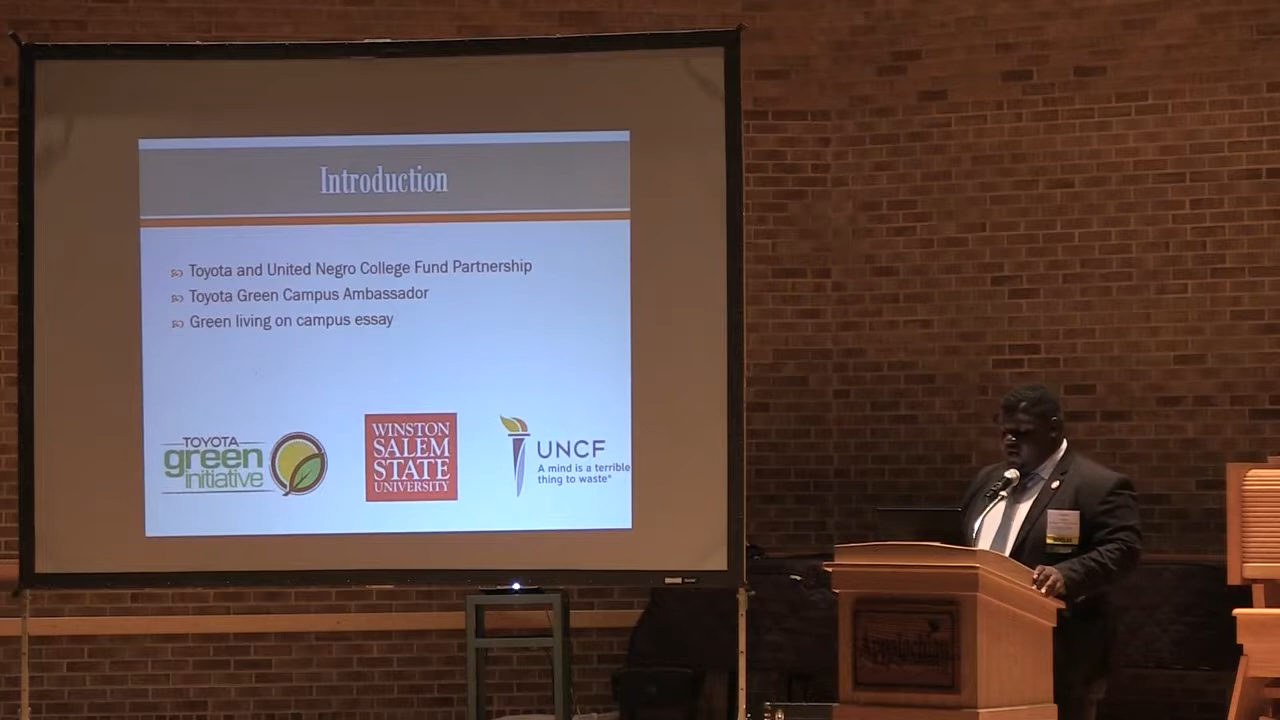 Introduction
Toyota and United Negro College Fund Partnership
Toyota Green Campus Ambassador
Green living on campus essay
TOYOTA
green
initiative
WINSTON
SALEM
STATE
UNIVERSITY
UNCF
A mind is a terrible
thing to waste®
Appalachian